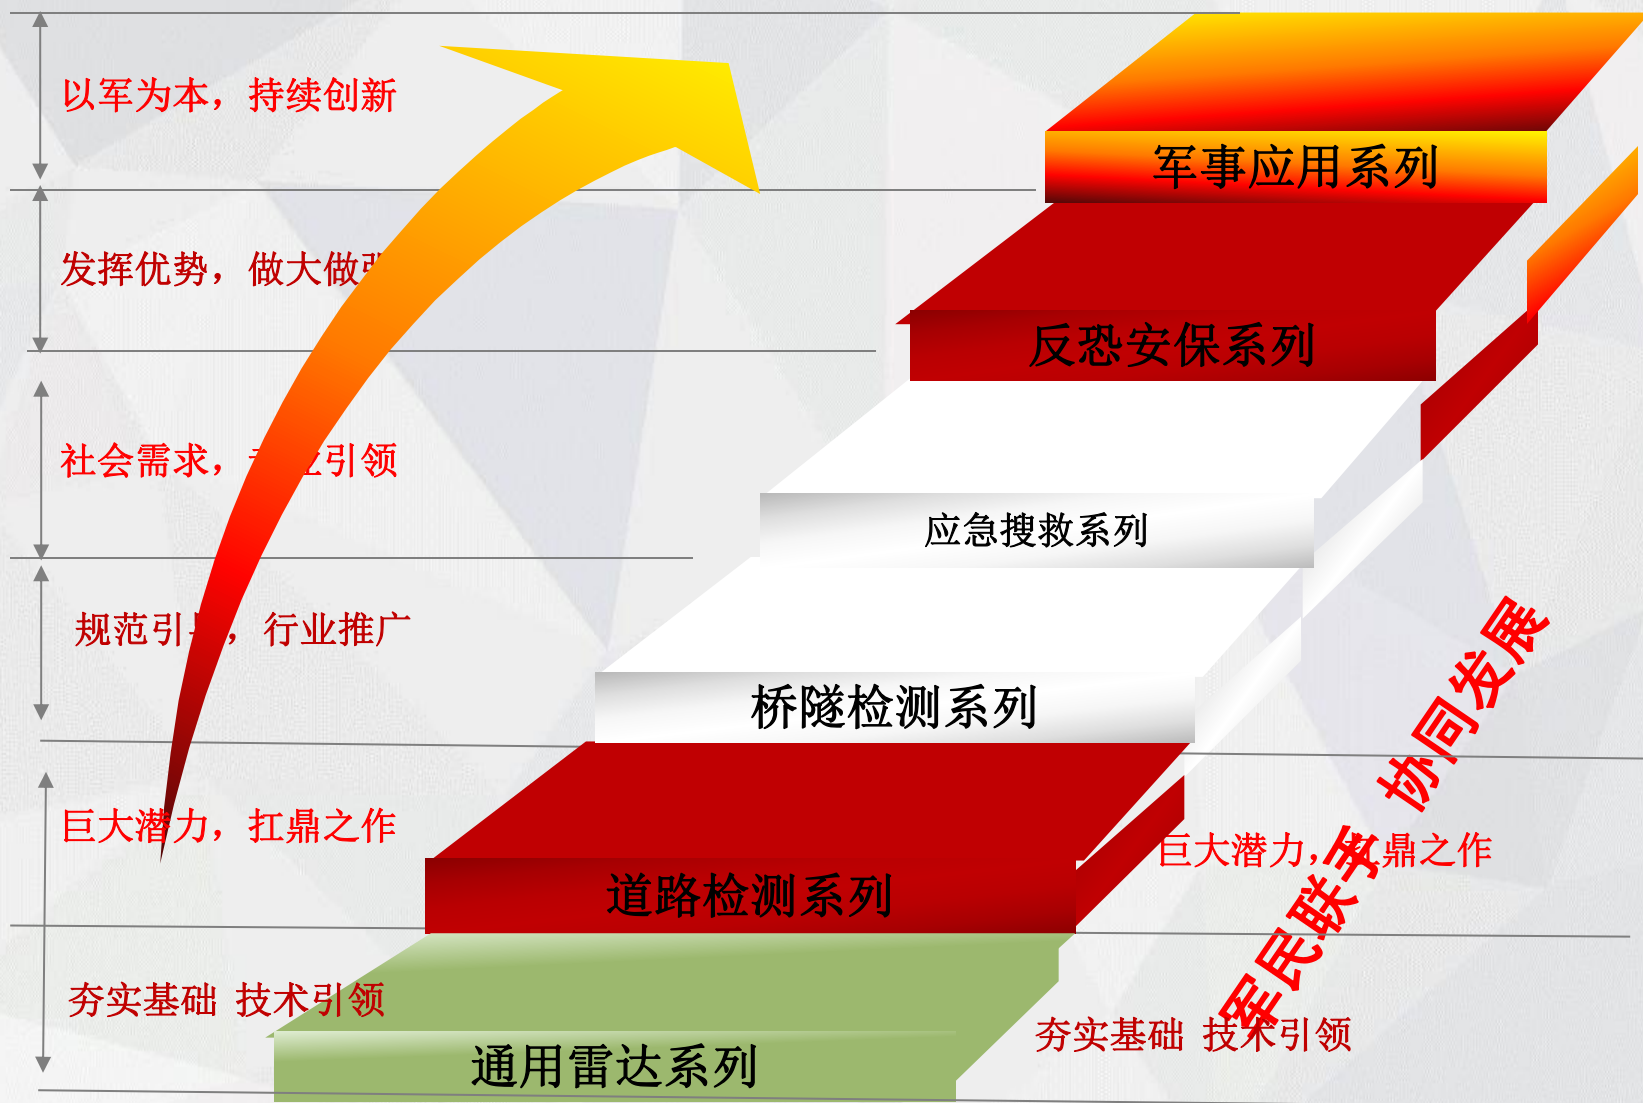 以军为本，持续创新
军事应用系列
发挥优势，做大做
反恐安保系列
社会需求，业引领
应急搜救系列
规范引，行业推广
桥隧检测系列
巨大潜力，扛鼎之作
巨大潜力，扛鼎之作
道路检测系列
夯实基础 技术引领
夯实基础 技术引领
通用雷达系列
军民联手 协同发展